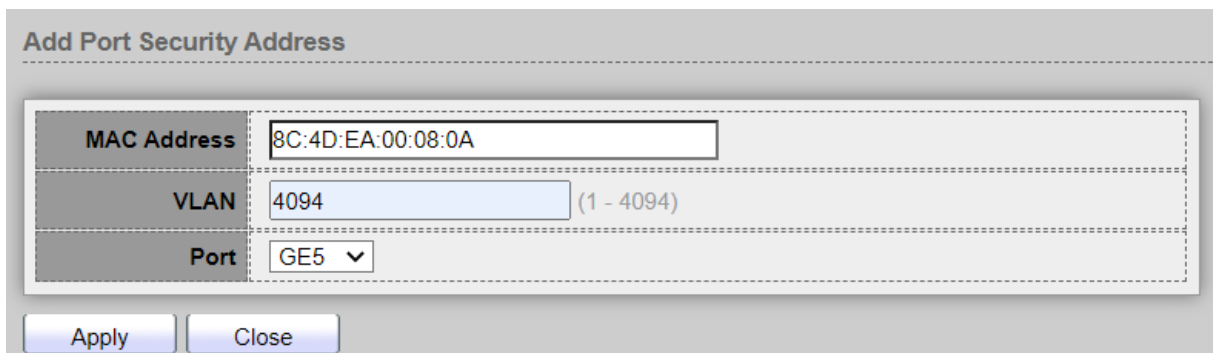 Add Port Security Address
MAC Address 8C:4D:EA:00:08:0A
VLAN 4094 (1 - 4094)
Port GE5
Apply Close